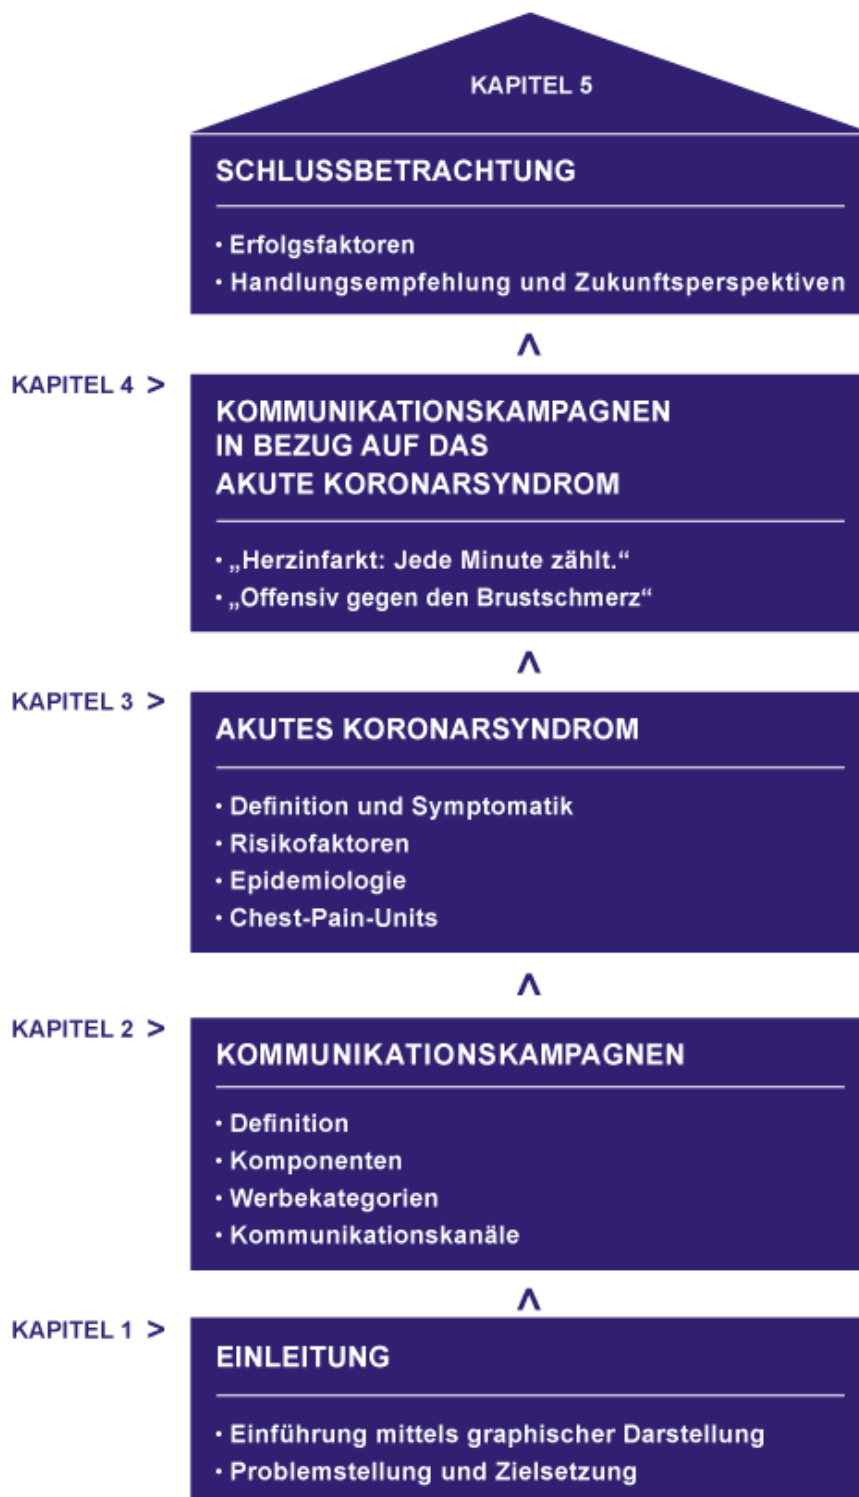 KAPITEL 5
SCHLUSSBETRACHTUNG
• Erfolgsfaktoren
• Handlungsempfehlung und Zukunftsperspektiven
^
KAPITEL 4 >
KOMMUNIKATIONSKAMPAGNEN
IN BEZUG AUF DAS
AKUTE KORONARSYNDROM
• „Herzinfarkt: Jede Minute zählt.“
• „Offensiv gegen den Brustschmerz“
^
KAPITEL 3 >
AKUTES KORONARSYNDROM
• Definition und Symptomatik
• Risikofaktoren
• Epidemiologie
• Chest-Pain-Units
^
KAPITEL 2 >
KOMMUNIKATIONSKAMPAGNEN
• Definition
• Komponenten
• Werbekategorien
• Kommunikationskanäle
^
KAPITEL 1 >
EINLEITUNG
• Einführung mittels graphischer Darstellung
• Problemstellung und Zielsetzung